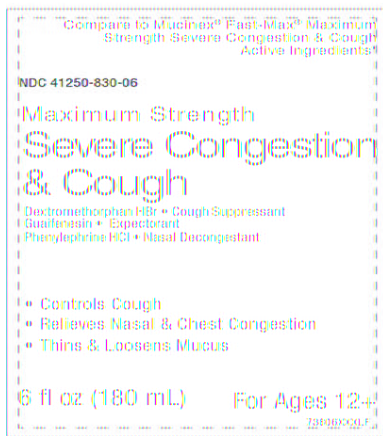 Compare to Mucinex® Fast-Max® Maximum
Strength Severe Congestion & Cough
Active Ingredients*
NDC 41250-830-06
Maximum Strength
Severe Congestion
& Cough
Dextromethorphan HBr • Cough Suppressant
Guaifenesin • Expectorant
Phenylephrine HCl • Nasal Decongestant
• Controls Cough
• Relieves Nasal & Chest Congestion
• Thins & Loosens Mucus
6 fl oz (180 mL)
For Ages 12+